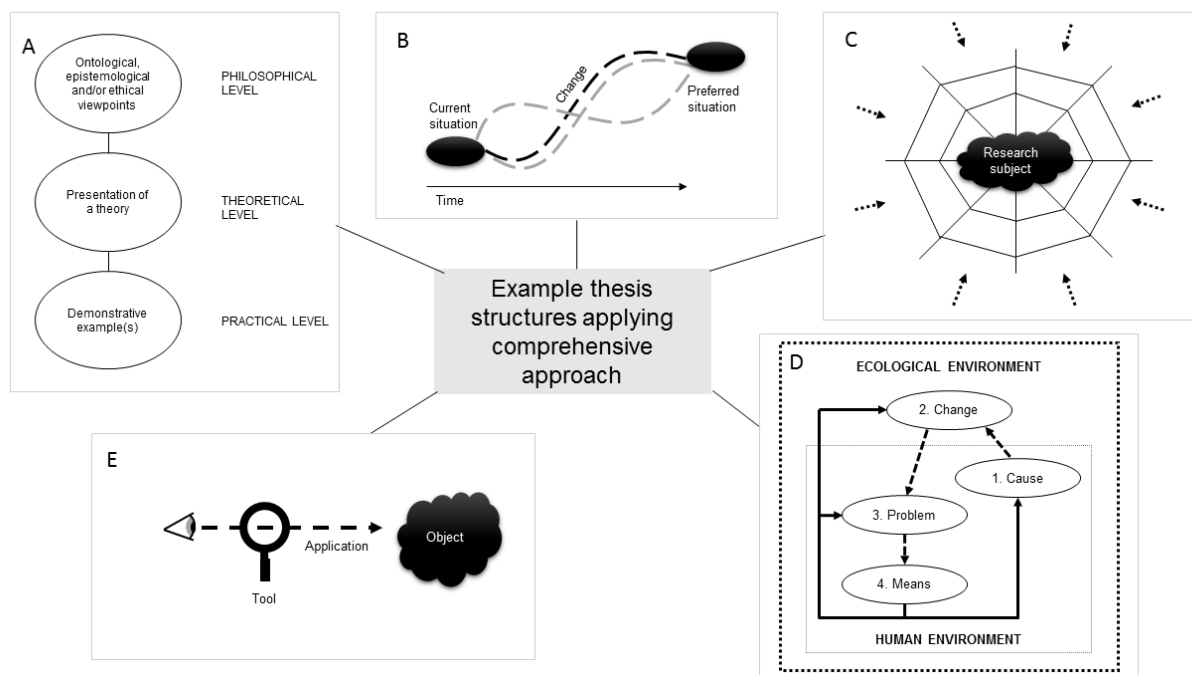 A
Ontological,
epistemological
and/or ethical
viewpoints
PHILOSOPHICAL
LEVEL
Presentation of
a theory
THEORETICAL
LEVEL
Demonstrative
example(s)
PRACTICAL LEVEL
B
Current
situation
Change
Preferred
situation
Time
C
Research
subject
Example thesis
structures applying
comprehensive
approach
D
ECOLOGICAL ENVIRONMENT
2. Change
1. Cause
3. Problem
4. Means
HUMAN ENVIRONMENT
E
Application
Object
Tool